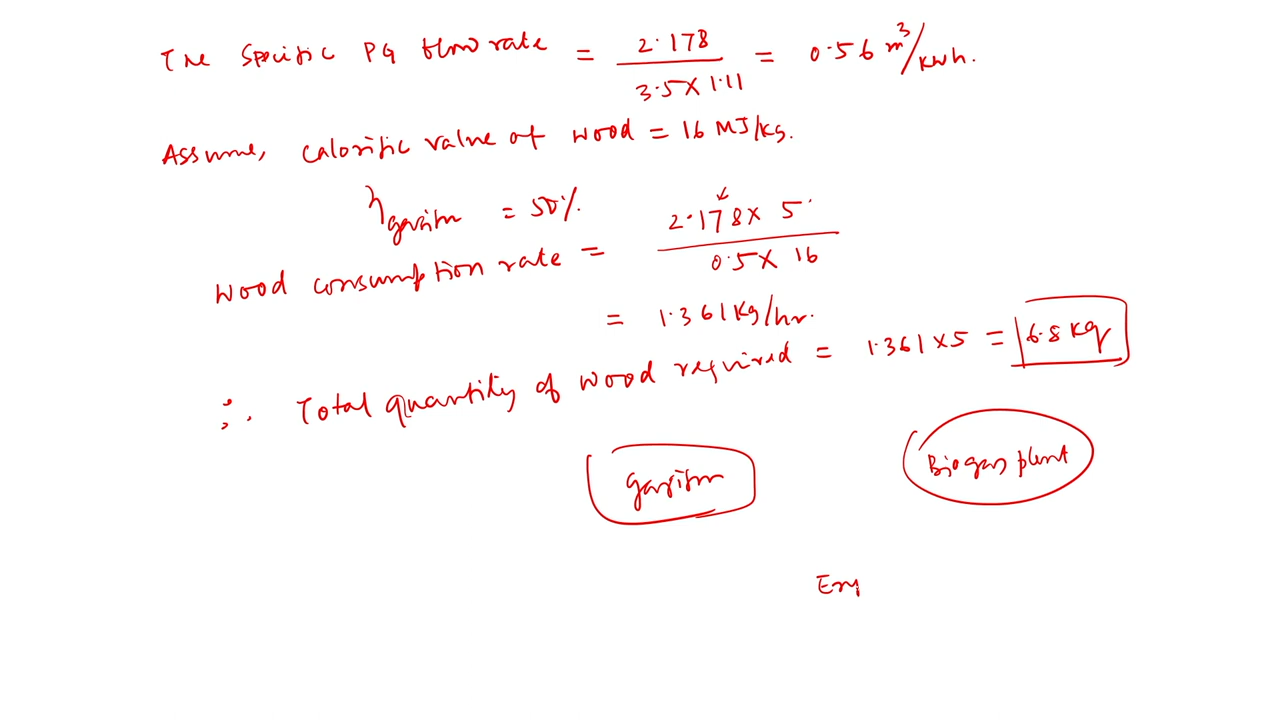 The Specific PG flow rate = 2.178 / 3.5 X 1.11 = 0.56 m³/kwh.
Assume, calorific value of wood = 16 MJ/kg.
η gasifier = 50%
Wood consumption rate = 2.178 X 5 / 0.5 X 16
= 1.361 kg/hr.
∴ Total quantity of wood required = 1.361 X 5 = 6.8 kg
gasifier
Biogas plant